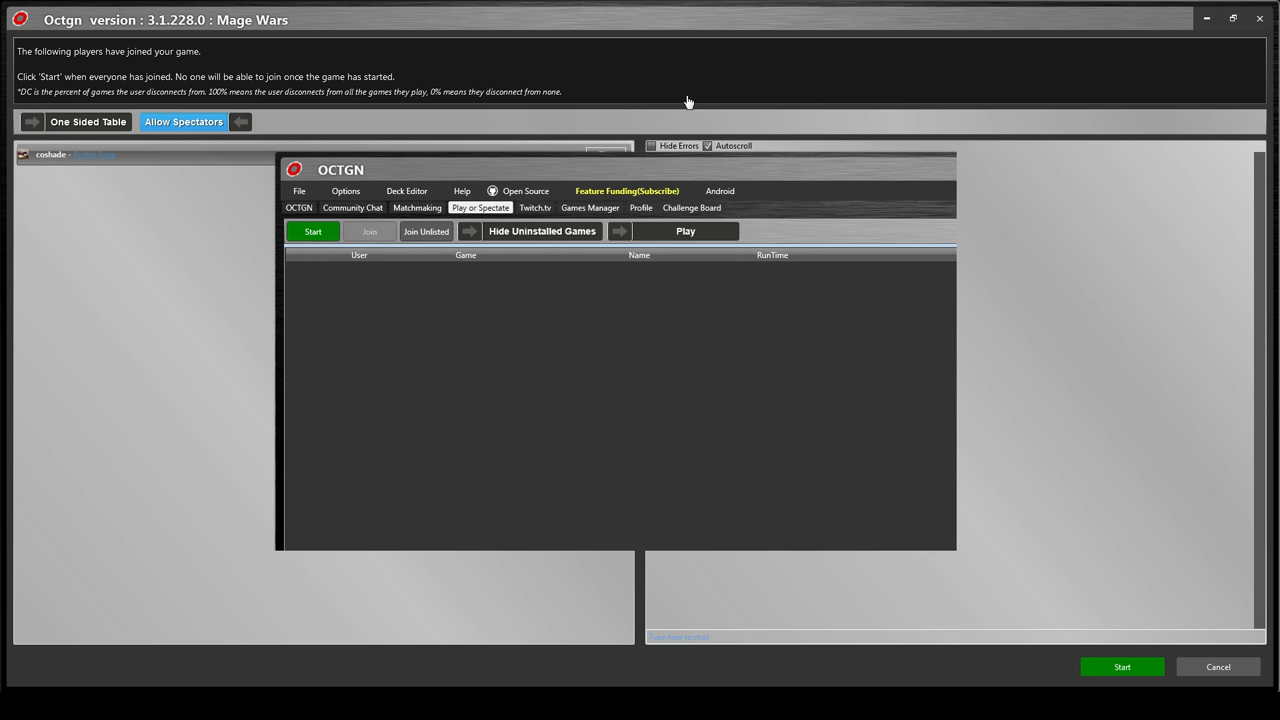 Octgn version : 3.1.228.0 : Mage Wars
The following players have joined your game.
Click 'Start' when everyone has joined. No one will be able to join once the game has started.
*DC is the percent of games the user disconnects from. 100% means the user disconnects from all the games they play, 0% means they disconnect from none.
One Sided Table Allow Spectators
coshade -
Hide Errors Autoscroll
OCTGN
File Options Deck Editor Help Open Source Feature Funding(Subscribe) Android
OCTGN Community Chat Matchmaking Play or Spectate Twitch.tv Games Manager Profile Challenge Board
Start Join Join Unlisted Hide Uninstalled Games Play
User Game Name RunTime
Type here to chat
Start Cancel